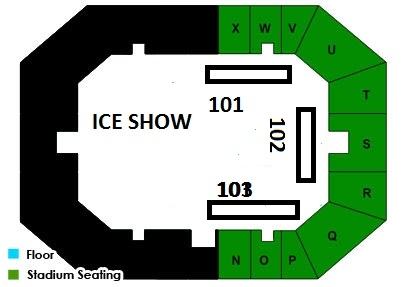 X W V
U
T
101
ICE SHOW
102
S
R
103
Q
N O P
Floor
Stadium Seating